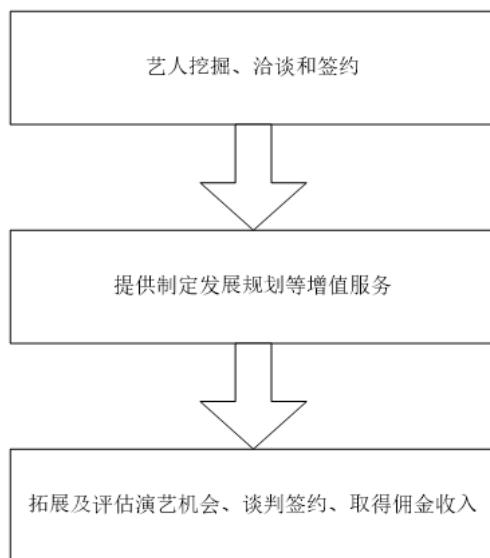 艺人挖掘、洽谈和签约
提供制定发展规划等增值服务
拓展及评估演艺机会、谈判签约、取得佣金收入